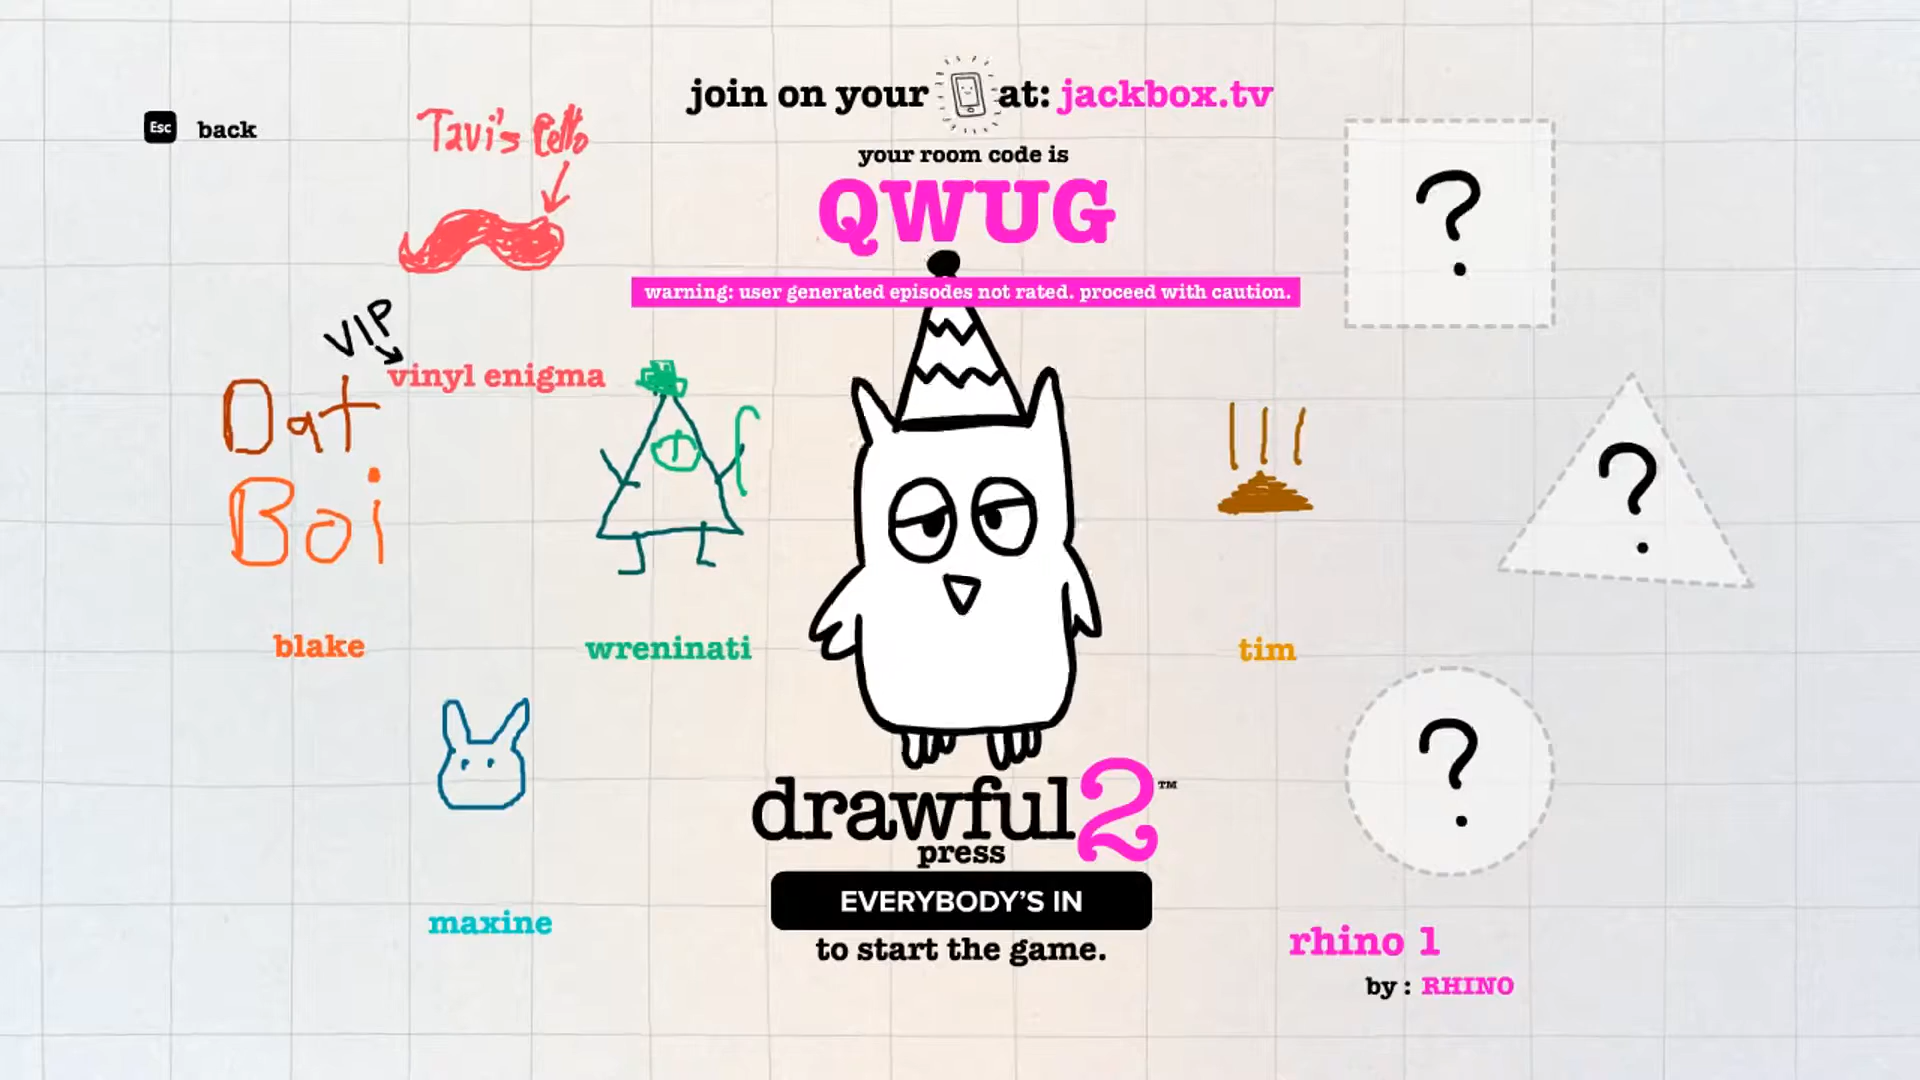 join on your at: jackbox.tv
Esc back
Tavi's
your room code is
QWUG
warning: user generated episodes not rated. proceed with caution.
VIP
vinyl enigma
Dat
Boi
?
?
blake
wreninati
tim
?
drawful 2™
press
EVERYBODY'S IN
to start the game.
maxine
rhino 1
by : RHINO